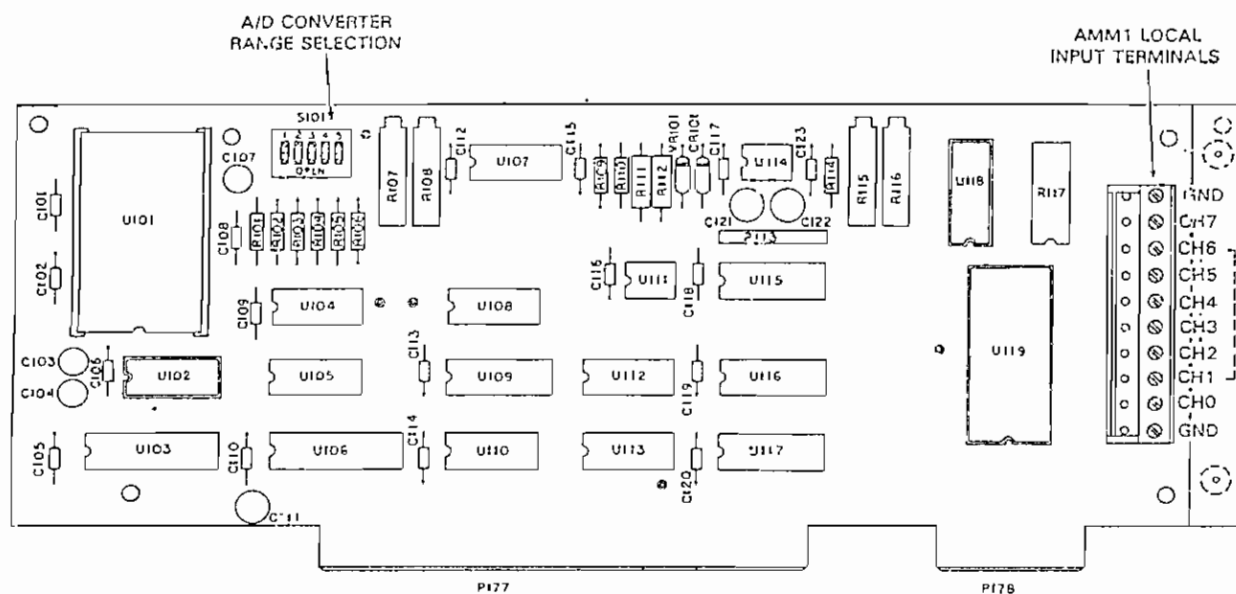 A/D CONVERTER
RANGE SELECTION
AMM1 LOCAL
INPUT TERMINALS
S101
1 2 3 4 5
C107
R107
R108
C112
U107
C115
R109
R110
R111
R112
VR101
CR101
C117
U114
C123
R114
R115
R116
U118
R117
GND
CH7
CH6
CH5
CH4
CH3
CH2
CH1
CH0
GND
C101
U101
C102
C108
R101
R102
R103
R104
R105
R106
C121
C122
C116
U111
C118
U115
C109
U104
U108
U119
C103
C104
C106
U102
U105
C113
U109
U112
C119
U116
C105
U103
C110
U106
C114
U110
U113
C120
U117
C111
P177
P178